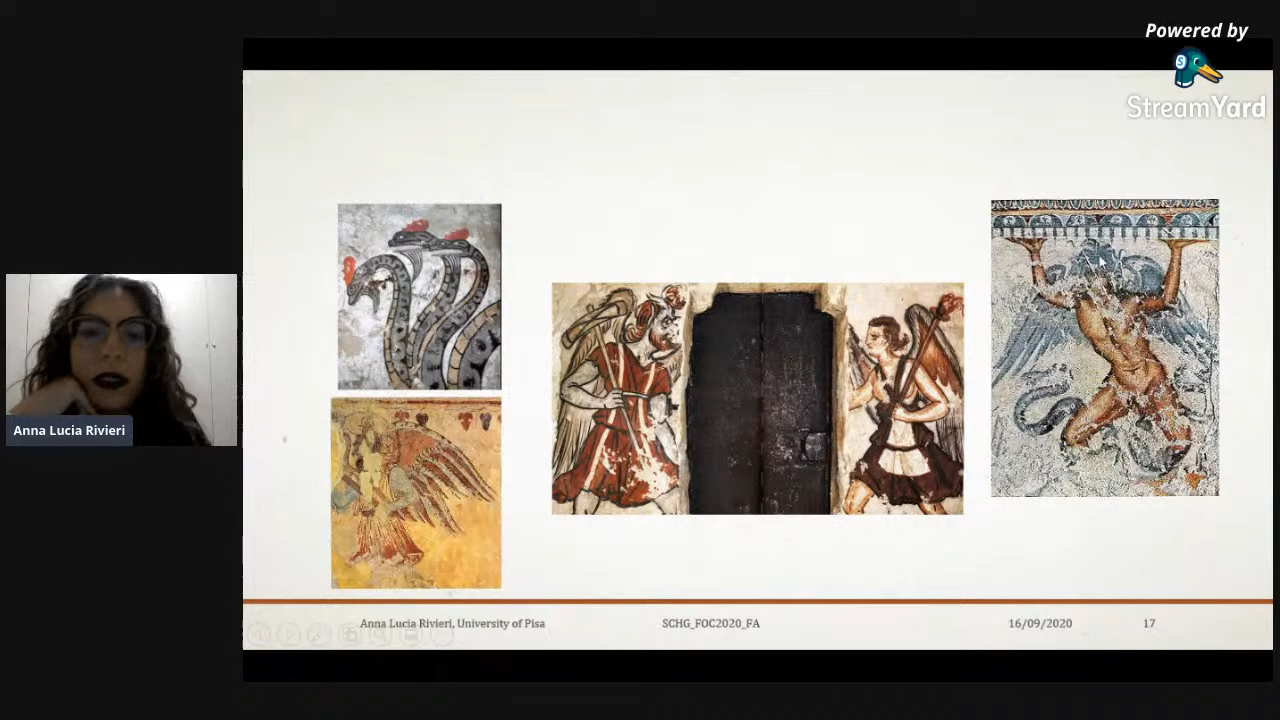 Powered by
StreamYard
Anna Lucia Rivieri
Anna Lucia Rivieri, University of Pisa
SCHG_FOC2020_FA
16/09/2020
17